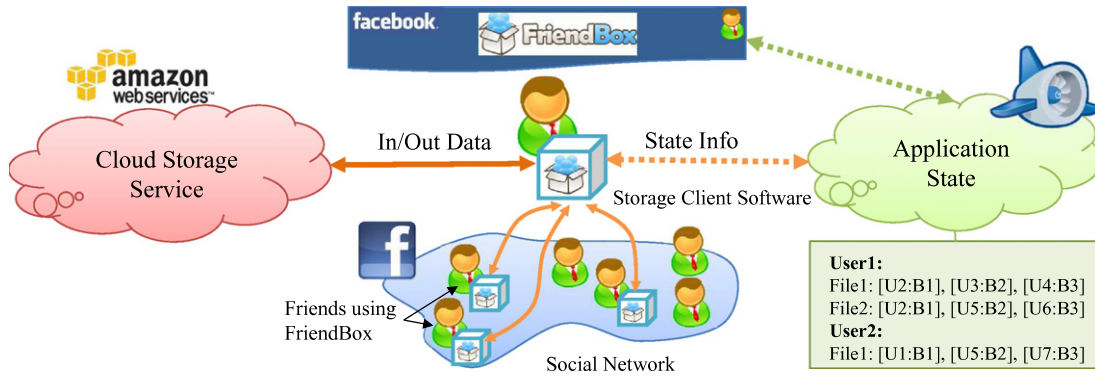 facebook
FriendBox
amazon
webservices™
In/Out Data
State Info
Cloud Storage
Service
Application
State
Storage Client Software
f
Friends using
FriendBox
Social Network
User1:
File1: [U2:B1], [U3:B2], [U4:B3]
File2: [U2:B1], [U5:B2], [U6:B3]
User2:
File1: [U1:B1], [U5:B2], [U7:B3]